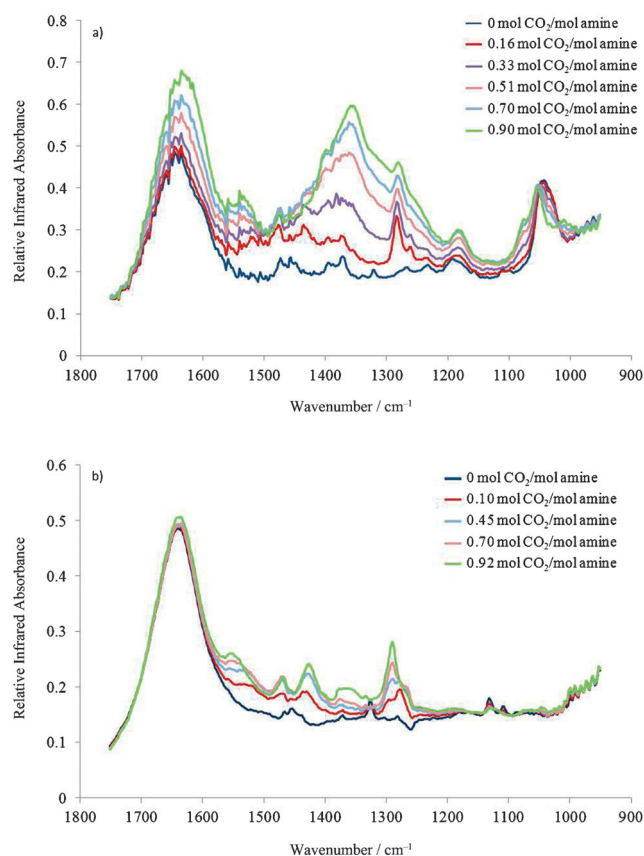 a)
0 mol CO₂/mol amine
0.16 mol CO₂/mol amine
0.33 mol CO₂/mol amine
0.51 mol CO₂/mol amine
0.70 mol CO₂/mol amine
0.90 mol CO₂/mol amine
Relative Infrared Absorbance
0.8
0.7
0.6
0.5
0.4
0.3
0.2
0.1
0
1800 1700 1600 1500 1400 1300 1200 1100 1000 900
Wavenumber / cm⁻¹
b)
0 mol CO₂/mol amine
0.10 mol CO₂/mol amine
0.45 mol CO₂/mol amine
0.70 mol CO₂/mol amine
0.92 mol CO₂/mol amine
Relative Infrared Absorbance
0.6
0.5
0.4
0.3
0.2
0.1
0
1800 1700 1600 1500 1400 1300 1200 1100 1000 900
Wavenumber / cm⁻¹